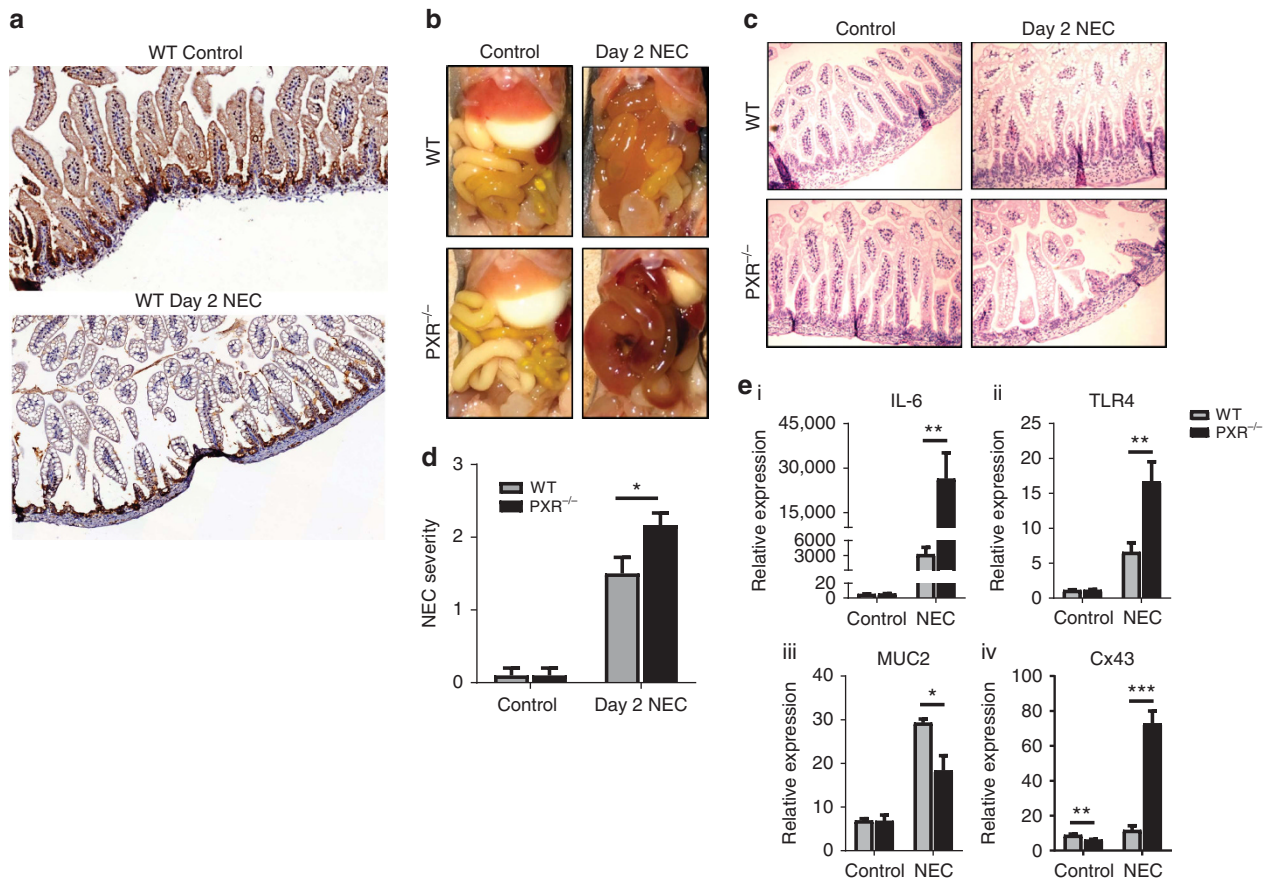 a
WT Control
WT Day 2 NEC
b
Control
Day 2 NEC
WT
PXR⁻/⁻
c
Control
Day 2 NEC
WT
PXR⁻/⁻
d
3
2
1
0
NEC severity
WT
PXR⁻/⁻
*
Control
Day 2 NEC
e
i
IL-6
45,000
30,000
15,000
6000
3000
20
0
Relative expression
**
Control
NEC
ii
TLR4
25
20
15
10
5
0
Relative expression
**
Control
NEC
WT
PXR⁻/⁻
iii
MUC2
40
30
20
10
0
Relative expression
*
Control
NEC
iv
Cx43
100
80
60
40
20
0
Relative expression
**
***
Control
NEC